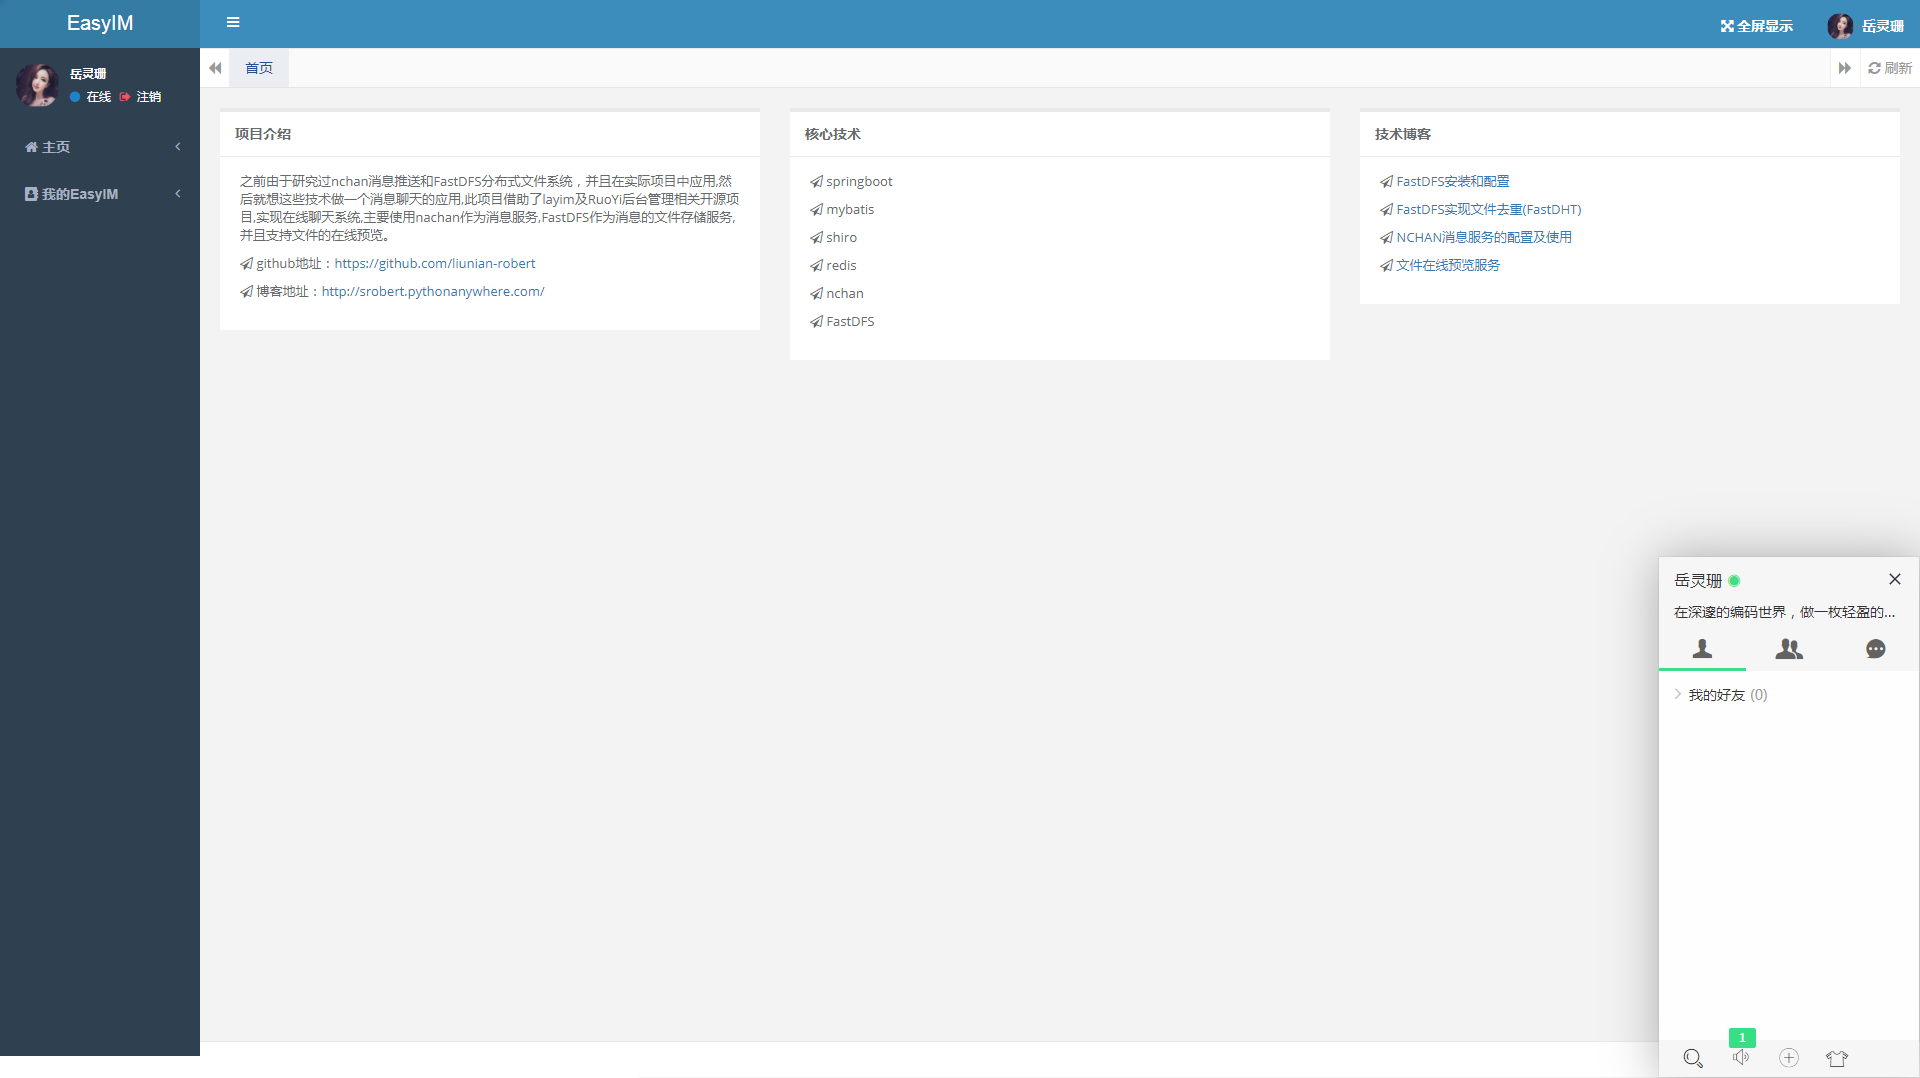 EasyIM
全屏显示
岳灵珊
岳灵珊
在线 注销
主页
我的EasyIM
首页
刷新
项目介绍
之前由于研究过nchan消息推送和FastDFS分布式文件系统，并且在实际项目中应用,然
后就想这些技术做一个消息聊天的应用,此项目借助了layim及RuoYi后台管理相关开源项
目,实现在线聊天系统,主要使用nachan作为消息服务,FastDFS作为消息的文件存储服务,
并且支持文件的在线预览。
github地址：https://github.com/liunian-robert
博客地址：http://srobert.pythonanywhere.com/
核心技术
springboot
mybatis
shiro
redis
nchan
FastDFS
技术博客
FastDFS安装和配置
FastDFS实现文件去重(FastDHT)
NCHAN消息服务的配置及使用
文件在线预览服务
岳灵珊
在深邃的编码世界，做一枚轻盈的...
我的好友 (0)
1